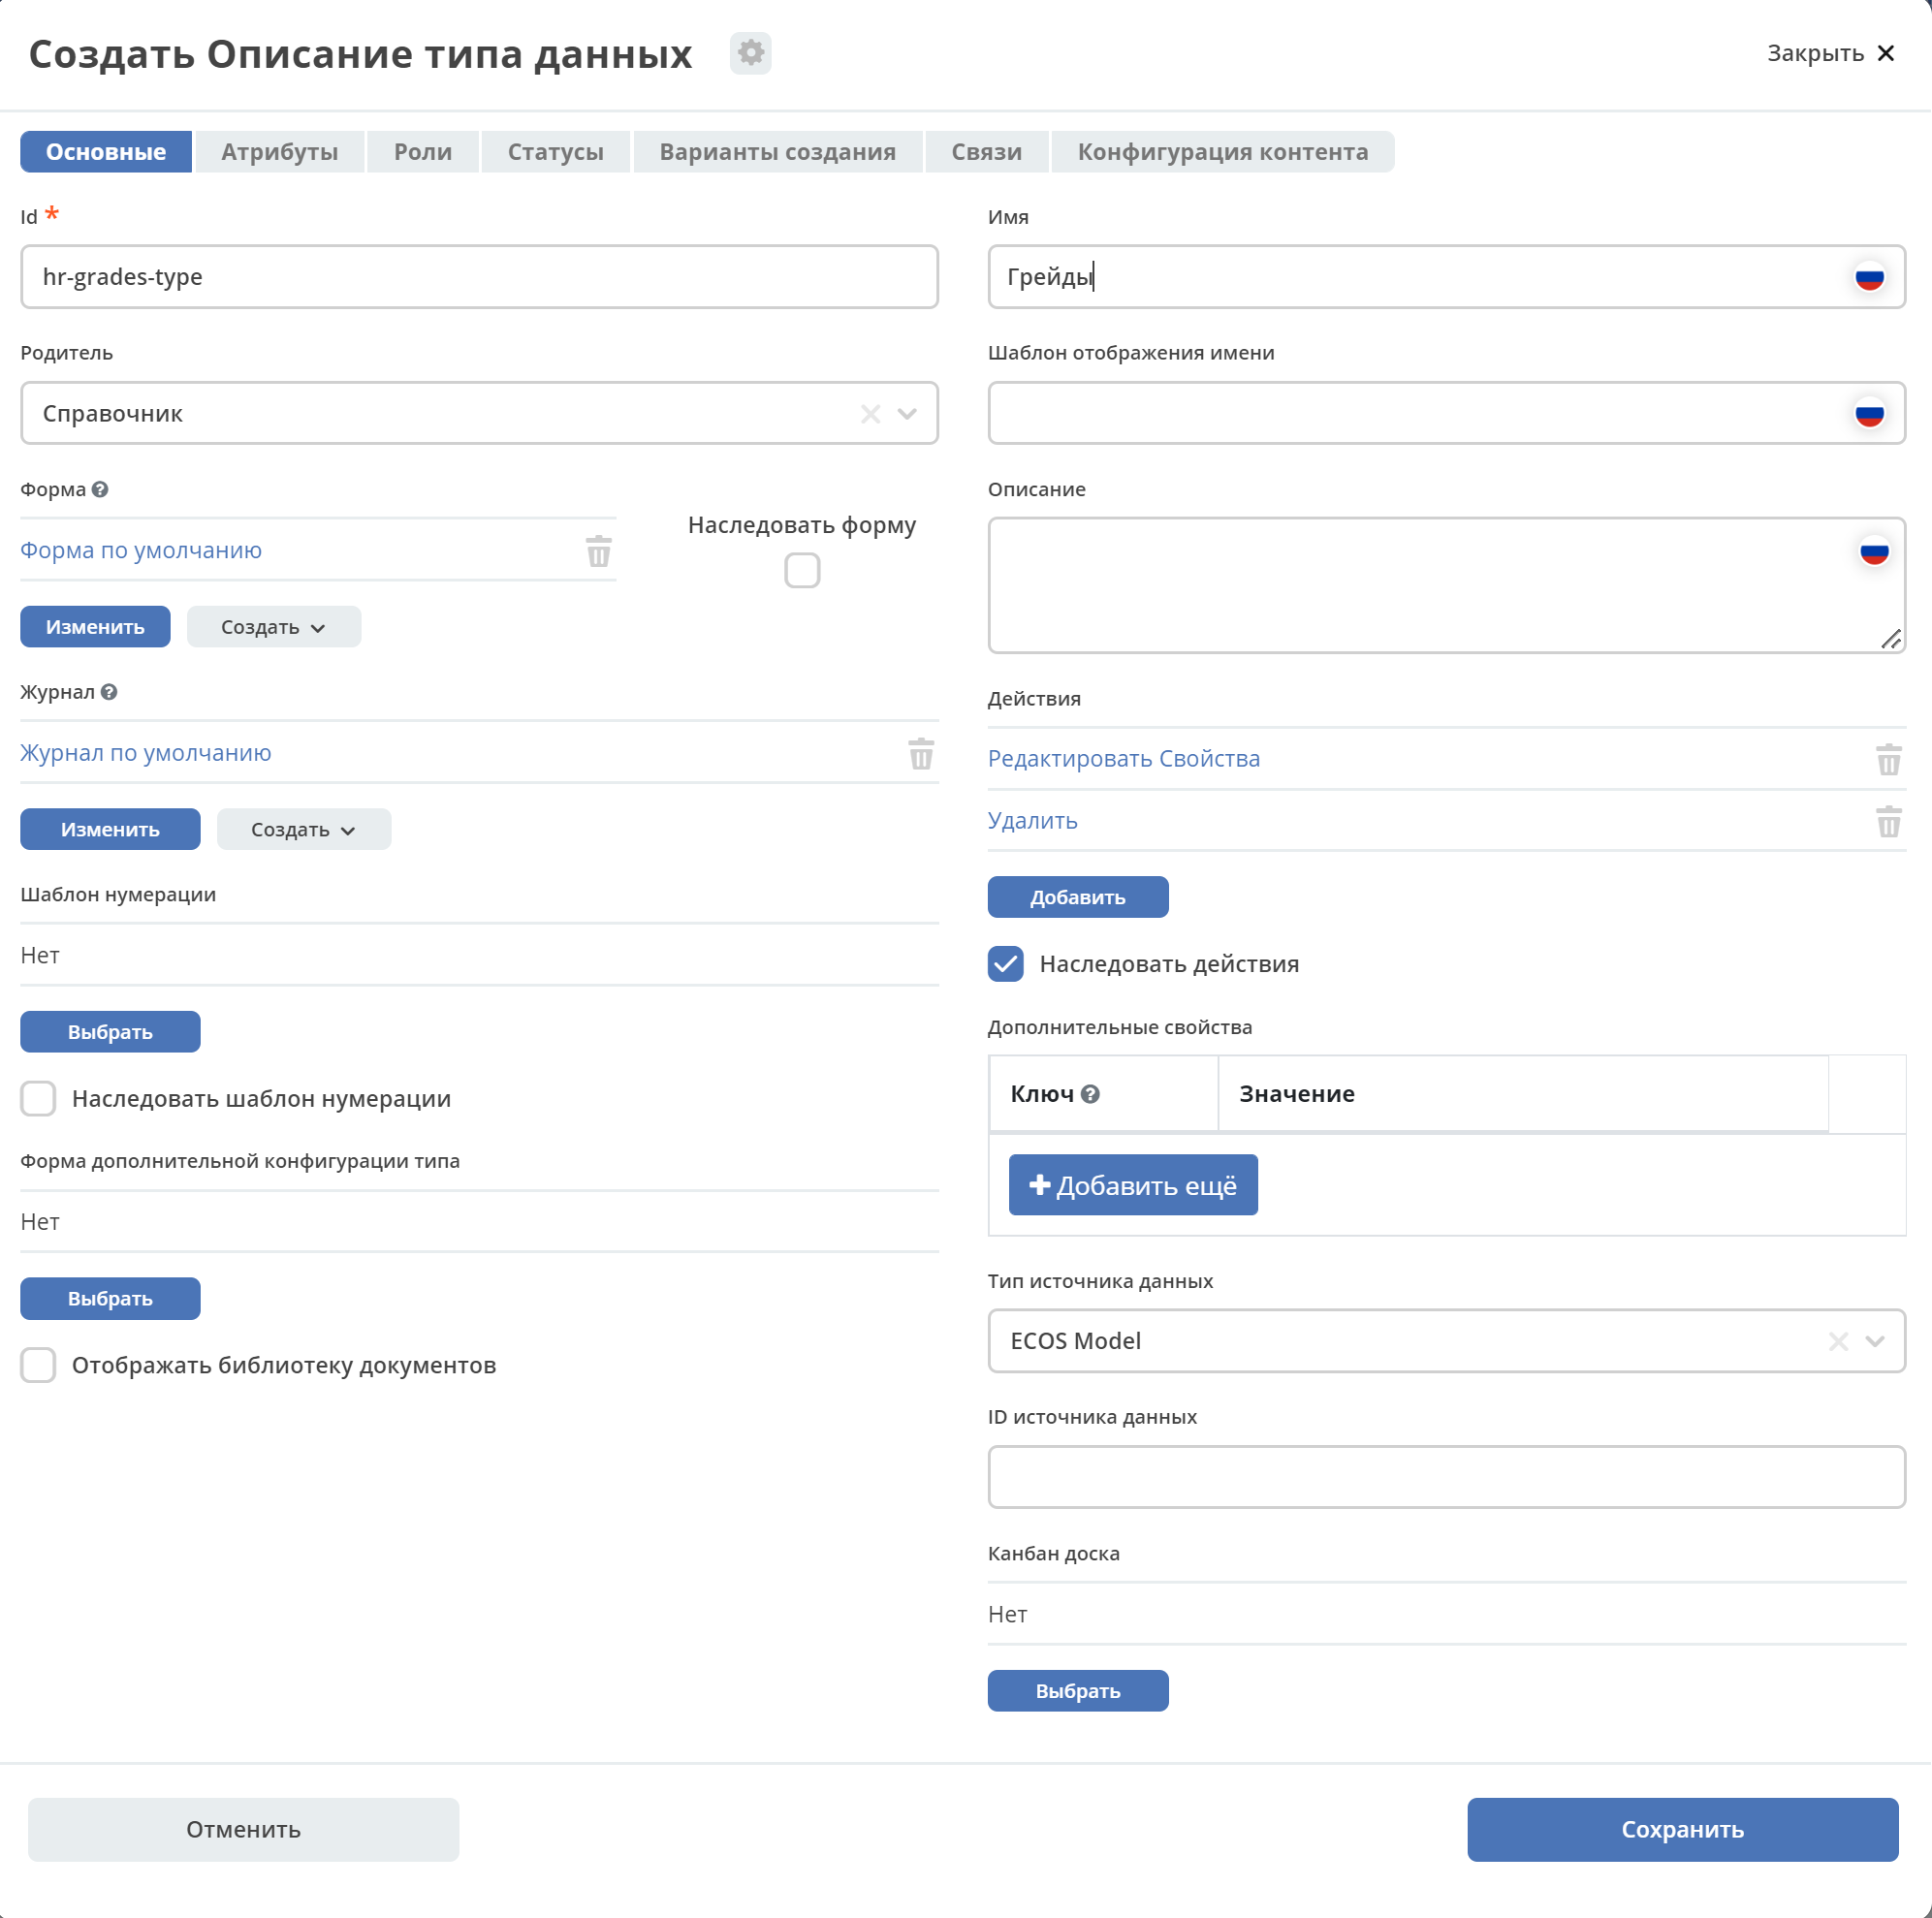 Создать Описание типа данных
Закрыть
Основные Атрибуты Роли Статусы Варианты создания Связи Конфигурация контента
Id *
hr-grades-type
Родитель
Справочник
Форма
Форма по умолчанию
Наследовать форму
Изменить Создать
Журнал
Журнал по умолчанию
Изменить Создать
Шаблон нумерации
Нет
Выбрать
Наследовать шаблон нумерации
Форма дополнительной конфигурации типа
Нет
Выбрать
Отображать библиотеку документов
Имя
Грейды
Шаблон отображения имени
Описание
Действия
Редактировать Свойства
Удалить
Добавить
Наследовать действия
Дополнительные свойства
Ключ Значение
Добавить ещё
Тип источника данных
ECOS Model
ID источника данных
Канбан доска
Нет
Выбрать
Отменить
Сохранить